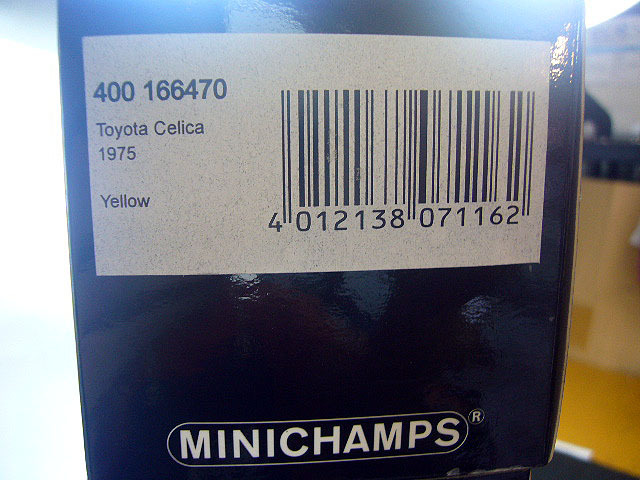 400 166470
Toyota Celica
1975
Yellow
4 012138 071162
MINICHAMPS®